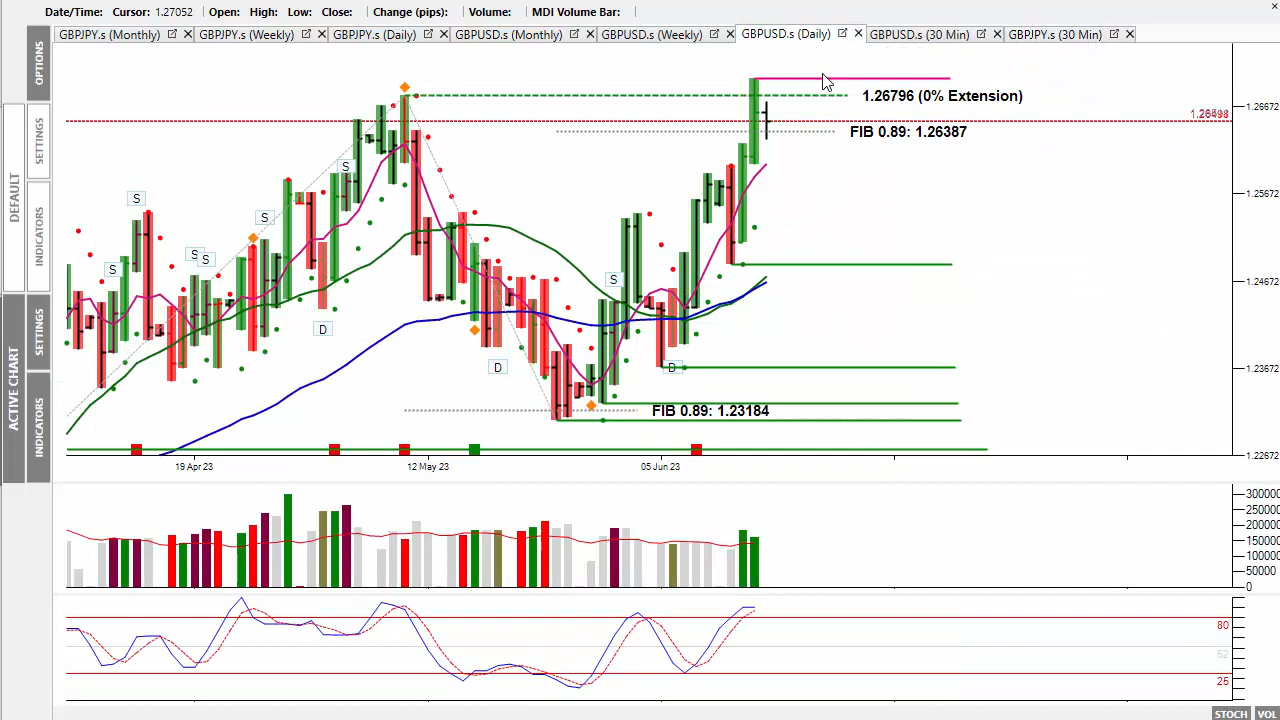 Date/Time: Cursor: 1.27052 Open: High: Low: Close: Change (pips): Volume: MDI Volume Bar:
GBPJPY.s (Monthly) GBPJPY.s (Weekly) GBPJPY.s (Daily) GBPUSD.s (Monthly) GBPUSD.s (Weekly) GBPUSD.s (Daily) GBPUSD.s (30 Min) GBPJPY.s (30 Min)
OPTIONS
DEFAULT
SETTINGS
INDICATORS
ACTIVE CHART
SETTINGS
INDICATORS
1.26796 (0% Extension)
1.26672
FIB 0.89: 1.26387
S
S
S
S
S
S
S
1.25672
1.24672
D
D
D
1.23672
FIB 0.89: 1.23184
1.22672
19 Apr 23 12 May 23 05 Jun 23
300000
250000
200000
150000
100000
50000
0
80
52
25
STOCH VOL